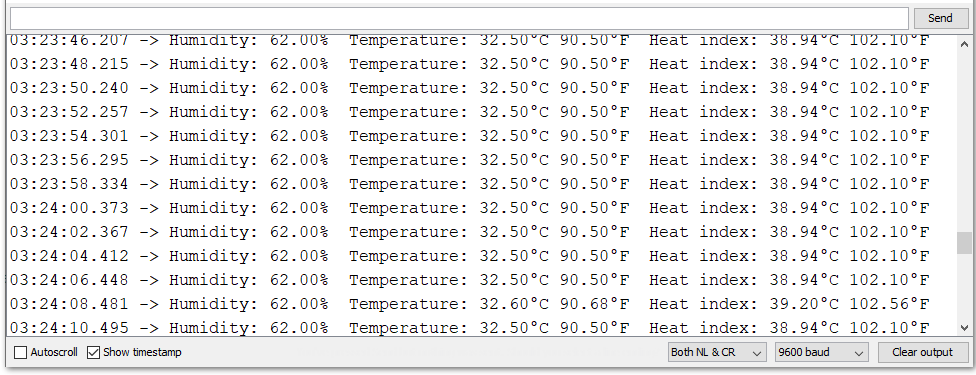 Send
03:23:46.207 -> Humidity: 62.00%  Temperature: 32.50°C 90.50°F  Heat index: 38.94°C 102.10°F
03:23:48.215 -> Humidity: 62.00%  Temperature: 32.50°C 90.50°F  Heat index: 38.94°C 102.10°F
03:23:50.240 -> Humidity: 62.00%  Temperature: 32.50°C 90.50°F  Heat index: 38.94°C 102.10°F
03:23:52.257 -> Humidity: 62.00%  Temperature: 32.50°C 90.50°F  Heat index: 38.94°C 102.10°F
03:23:54.301 -> Humidity: 62.00%  Temperature: 32.50°C 90.50°F  Heat index: 38.94°C 102.10°F
03:23:56.295 -> Humidity: 62.00%  Temperature: 32.50°C 90.50°F  Heat index: 38.94°C 102.10°F
03:23:58.334 -> Humidity: 62.00%  Temperature: 32.50°C 90.50°F  Heat index: 38.94°C 102.10°F
03:24:00.373 -> Humidity: 62.00%  Temperature: 32.50°C 90.50°F  Heat index: 38.94°C 102.10°F
03:24:02.367 -> Humidity: 62.00%  Temperature: 32.50°C 90.50°F  Heat index: 38.94°C 102.10°F
03:24:04.412 -> Humidity: 62.00%  Temperature: 32.50°C 90.50°F  Heat index: 38.94°C 102.10°F
03:24:06.448 -> Humidity: 62.00%  Temperature: 32.50°C 90.50°F  Heat index: 38.94°C 102.10°F
03:24:08.481 -> Humidity: 62.00%  Temperature: 32.60°C 90.68°F  Heat index: 39.20°C 102.56°F
03:24:10.495 -> Humidity: 62.00%  Temperature: 32.50°C 90.50°F  Heat index: 38.94°C 102.10°F
Autoscroll Show timestamp Both NL & CR 9600 baud Clear output